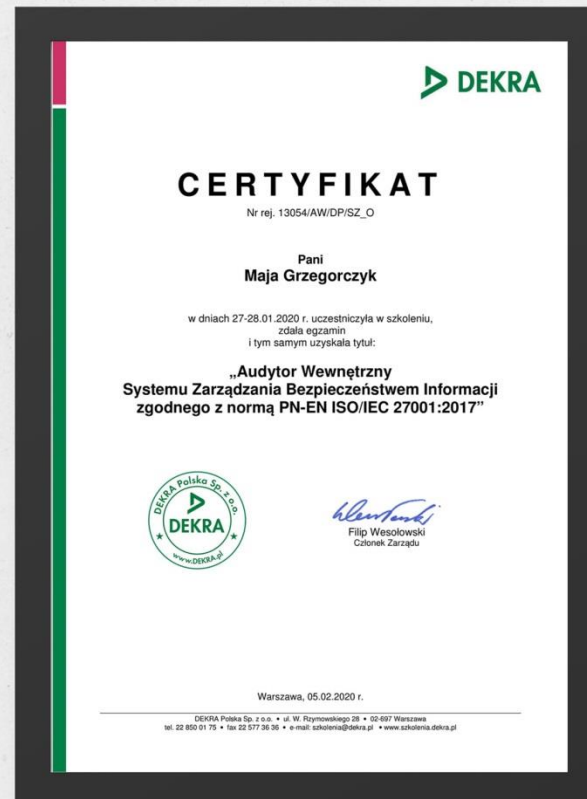 DEKRA
CERTYFIKAT
Nr rej. 13054/AW/DP/SZ_O
Pani
Maja Grzegorczyk
w dniach 27-28.01.2020 r. uczestniczyła w szkoleniu,
zdała egzamin
i tym samym uzyskała tytuł:
„Audytor Wewnętrzny
Systemu Zarządzania Bezpieczeństwem Informacji
zgodnego z normą PN-EN ISO/IEC 27001:2017”
DEKRA Polska Sp. z o.o.
DEKRA
www.DEKRA.pl
Filip Wesołowski
Członek Zarządu
Warszawa, 05.02.2020 r.
DEKRA Polska Sp. z o.o. • ul. W. Rzymowskiego 28 • 02-697 Warszawa
tel. 22 850 01 75 • fax 22 577 36 36 • e-mail: szkolenia@dekra.pl • www.szkolenia.dekra.pl